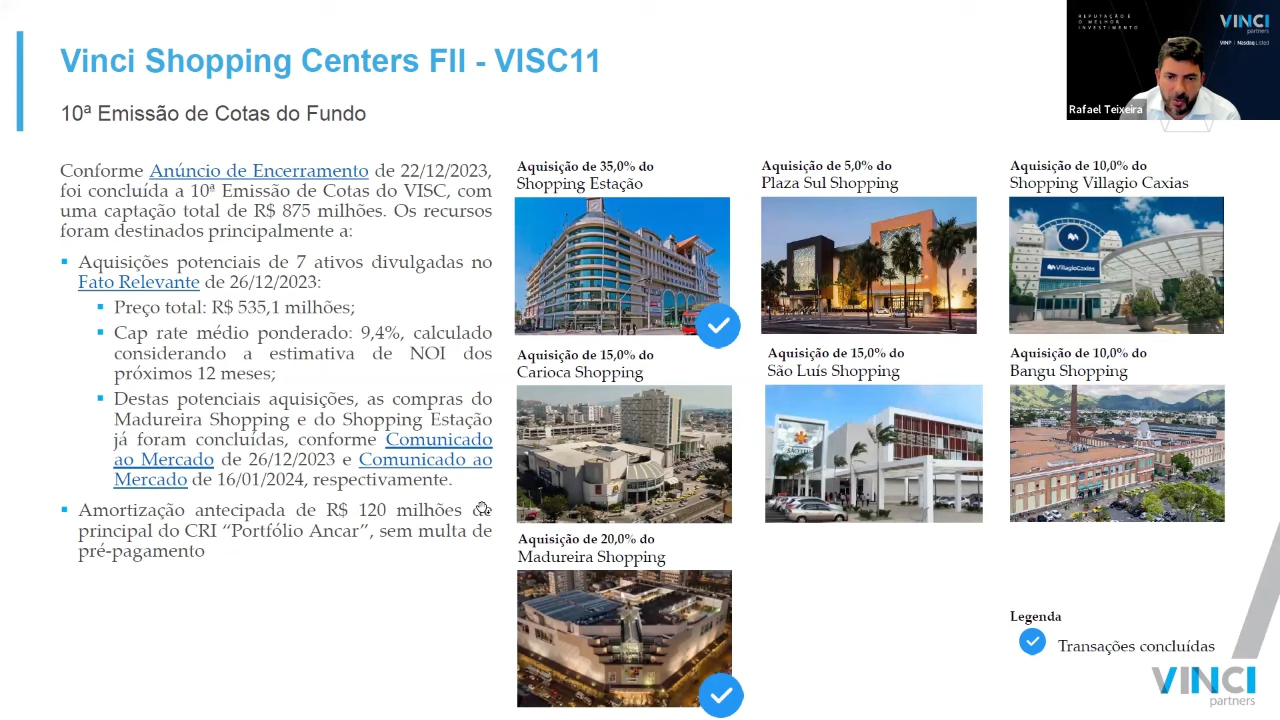 Vinci Shopping Centers FII - VISC11
10ª Emissão de Cotas do Fundo
REPUTAÇÃO É
O MELHOR
INVESTIMENTO
VINCI
partners
VINP | Nasdaq Listed
Rafael Teixeira
Conforme Anúncio de Encerramento de 22/12/2023,
foi concluída a 10ª Emissão de Cotas do VISC, com
uma captação total de R$ 875 milhões. Os recursos
foram destinados principalmente a:
Aquisições potenciais de 7 ativos divulgadas no
Fato Relevante de 26/12/2023:
Preço total: R$ 535,1 milhões;
Cap rate médio ponderado: 9,4%, calculado
considerando a estimativa de NOI dos
próximos 12 meses;
Destas potenciais aquisições, as compras do
Madureira Shopping e do Shopping Estação
já foram concluídas, conforme Comunicado
ao Mercado de 26/12/2023 e Comunicado ao
Mercado de 16/01/2024, respectivamente.
Amortização antecipada de R$ 120 milhões de
principal do CRI “Portfólio Ancar”, sem multa de
pré-pagamento
Aquisição de 35,0% do
Shopping Estação
Aquisição de 5,0% do
Plaza Sul Shopping
Aquisição de 10,0% do
Shopping Villagio Caxias
VillagioCaxias
Aquisição de 15,0% do
Carioca Shopping
Aquisição de 15,0% do
São Luís Shopping
Aquisição de 10,0% do
Bangu Shopping
Aquisição de 20,0% do
Madureira Shopping
Legenda
Transações concluídas
VINCI
partners